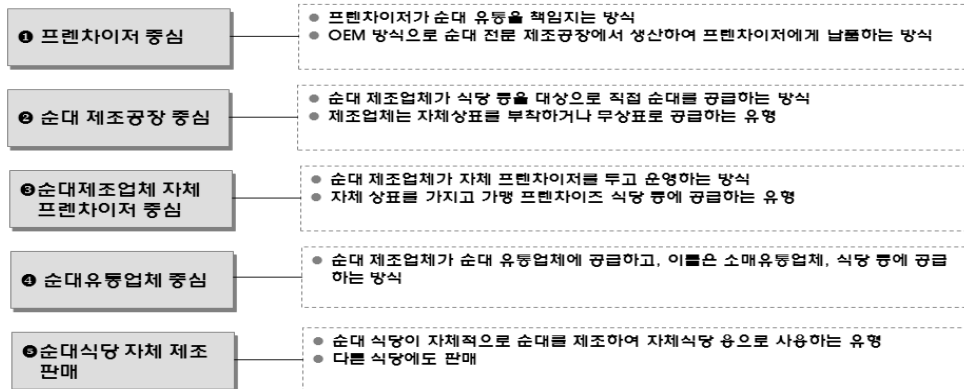 ❶ 프렌차이저 중심
● 프렌차이저가 순대 유통을 책임지는 방식
● OEM 방식으로 순대 전문 제조공장에서 생산하여 프렌차이저에게 납품하는 방식
❷ 순대 제조공장 중심
● 순대 제조업체가 식당 등을 대상으로 직접 순대를 공급하는 방식
● 제조업체는 자체상표를 부착하거나 무상표로 공급하는 유형
❸순대제조업체 자체
프렌차이저 중심
● 순대 제조업체가 자체 프렌차이저를 두고 운영하는 방식
● 자체 상표를 가지고 가맹 프렌차이즈 식당 등에 공급하는 유형
❹ 순대유통업체 중심
● 순대 제조업체가 순대 유통업체에 공급하고, 이들은 소매유통업체, 식당 등에 공급
하는 방식
❺순대식당 자체 제조
판매
● 순대 식당이 자체적으로 순대를 제조하여 자체식당 용으로 사용하는 유형
● 다른 식당에도 판매